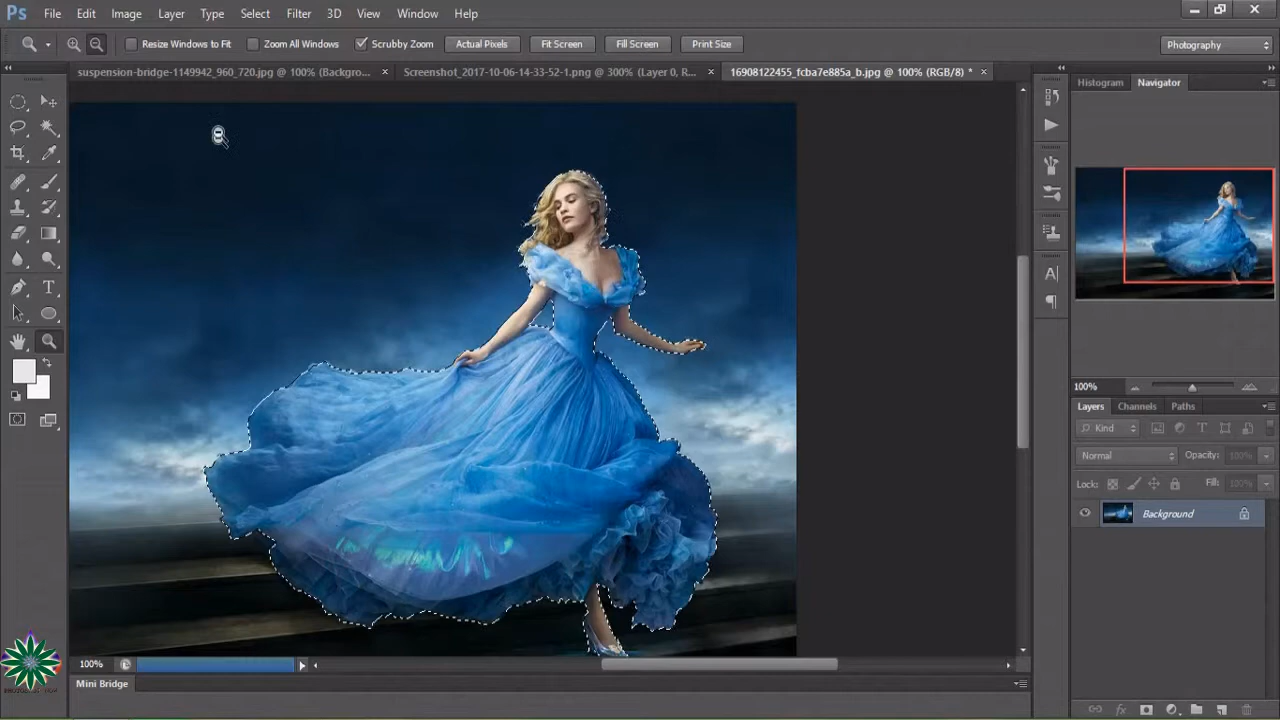 Ps File Edit Image Layer Type Select Filter 3D View Window Help
Resize Windows to Fit Zoom All Windows Scrubby Zoom Actual Pixels Fit Screen Fill Screen Print Size Photography
suspension-bridge-1149942_960_720.jpg @ 100% (Backgro... × Screenshot_2017-10-06-14-33-52-1.png @ 300% (Layer 0, R... × 16908122455_fcba7e885a_b.jpg @ 100% (RGB/8) * ×
Histogram Navigator
100%
Layers Channels Paths
Kind
Normal Opacity: 100%
Lock: Fill: 100%
Background
100%
Mini Bridge